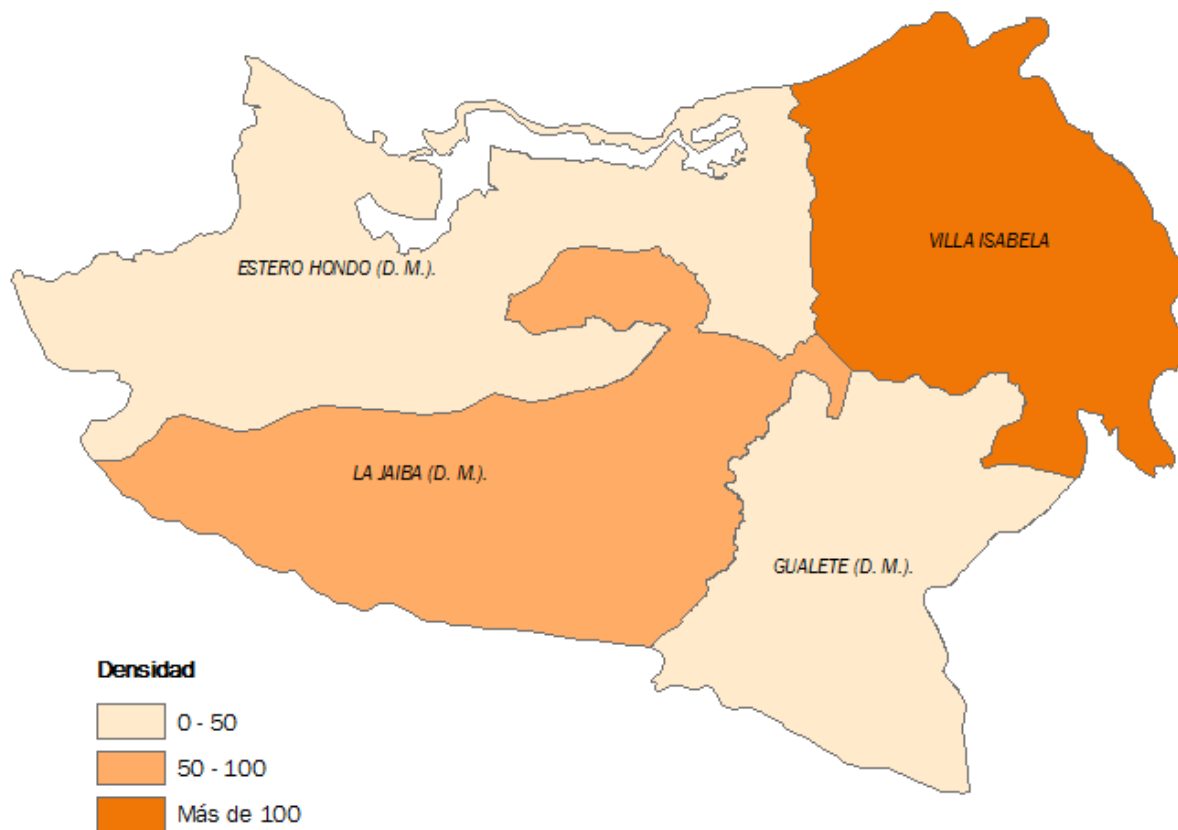 VILLA ISABELA
ESTERO HONDO (D. M.).
LA JAIBA (D. M.).
GUALETE (D. M.).
Densidad
0 - 50
50 - 100
Más de 100